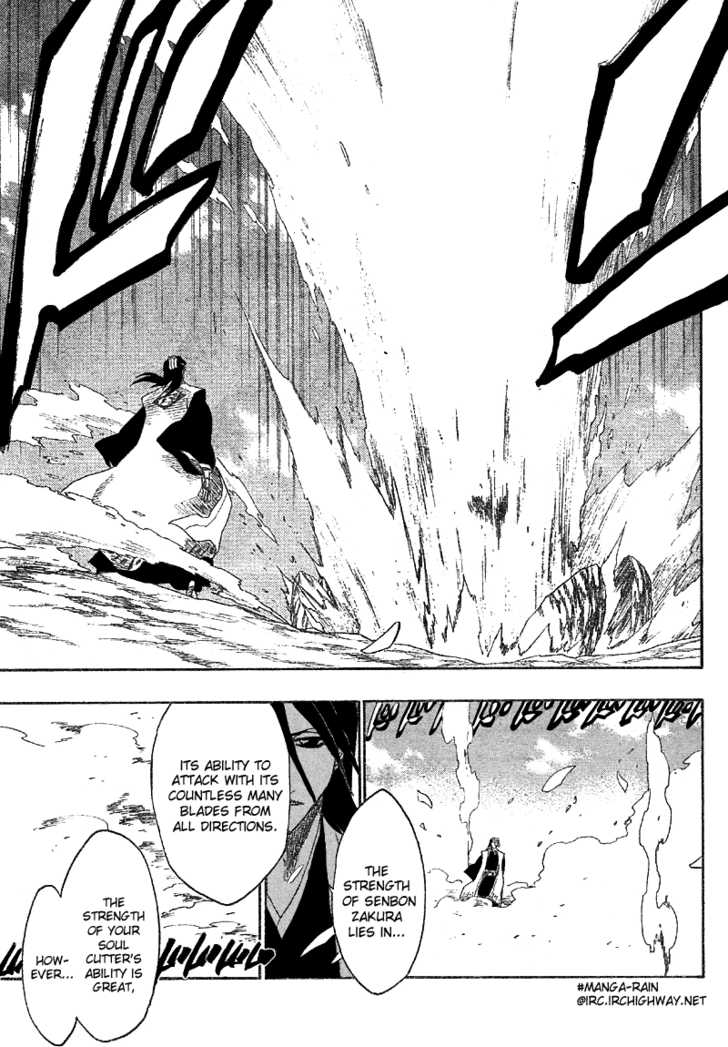 THE
STRENGTH
OF SENBON
ZAKURA
LIES IN...
ITS ABILITY TO
ATTACK WITH ITS
COUNTLESS MANY
BLADES FROM
ALL DIRECTIONS.
THE
STRENGTH
OF YOUR
SOUL
CUTTER'S
ABILITY IS
GREAT,
HOW-
EVER...
#MANGA-RAIN
@IRC.IRCHIGHWAY.NET